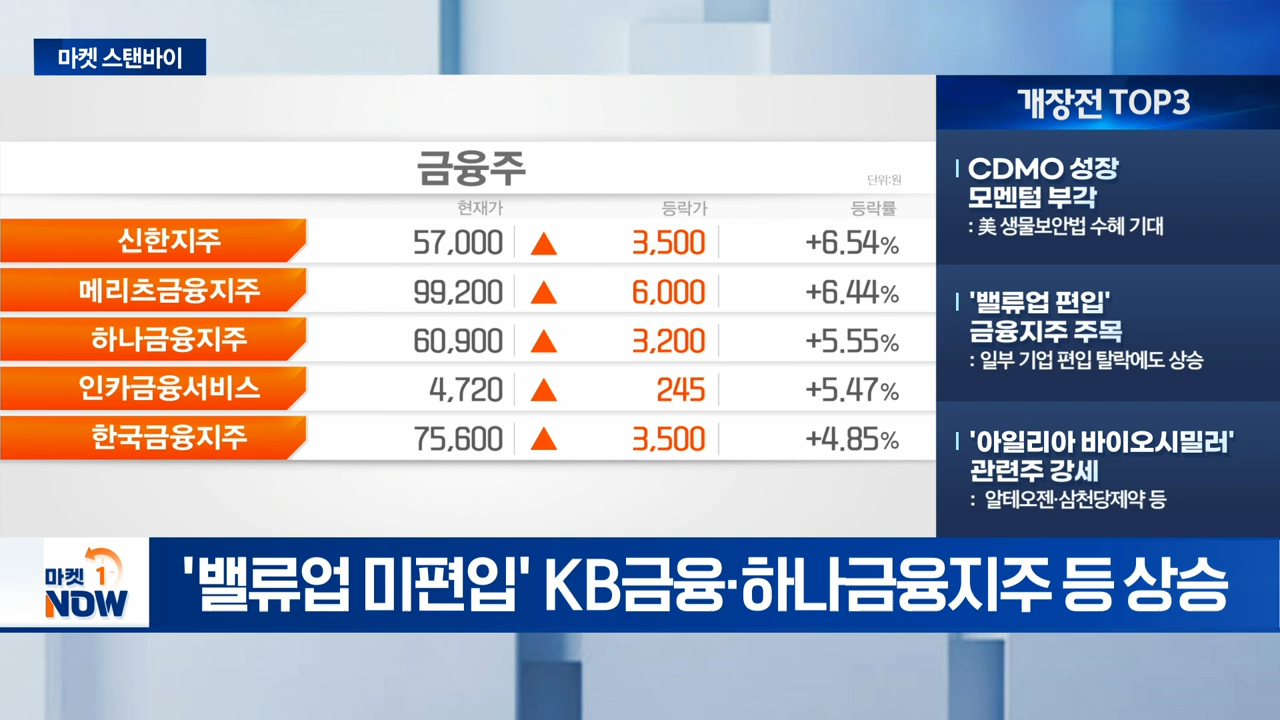 마켓 스탠바이
금융주
단위:원
현재가 등락가 등락률
신한지주 57,000 ▲ 3,500 +6.54%
메리츠금융지주 99,200 ▲ 6,000 +6.44%
하나금융지주 60,900 ▲ 3,200 +5.55%
인카금융서비스 4,720 ▲ 245 +5.47%
한국금융지주 75,600 ▲ 3,500 +4.85%
개장전 TOP3
CDMO 성장
모멘텀 부각
: 美 생물보안법 수혜 기대
'밸류업 편입'
금융지주 주목
: 일부 기업 편입 탈락에도 상승
'아일리아 바이오시밀러'
관련주 강세
: 알테오젠·삼천당제약 등
마켓 1
NOW
'밸류업 미편입' KB금융·하나금융지주 등 상승